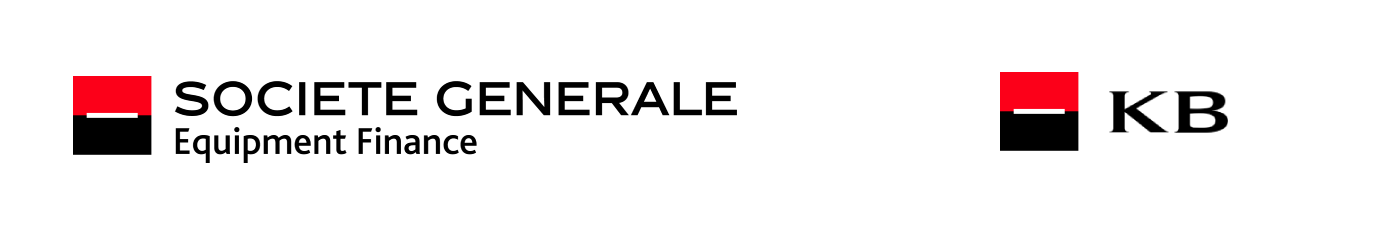 SOCIETE GENERALE
Equipment Finance
KB